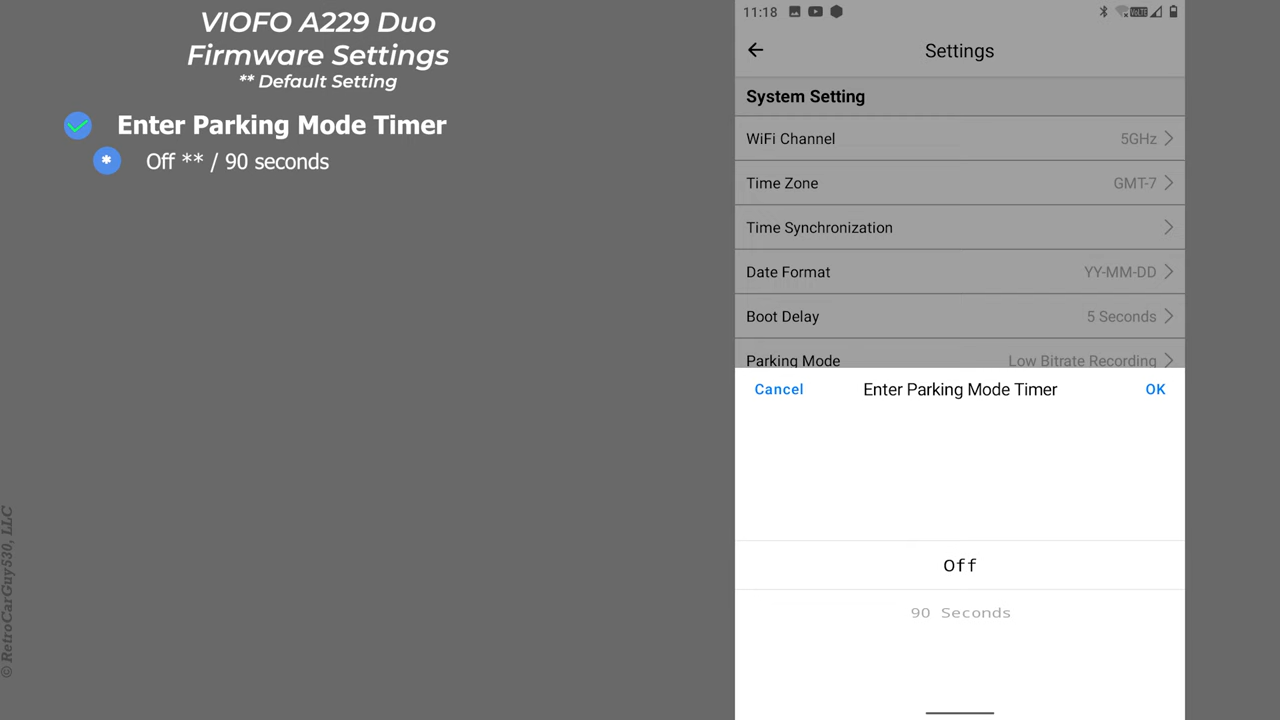 VIOFO A229 Duo
Firmware Settings
** Default Setting
Enter Parking Mode Timer
Off ** / 90 seconds
© RetroCarGuy530, LLC
11:18
Settings
System Setting
WiFi Channel 5GHz
Time Zone GMT-7
Time Synchronization
Date Format YY-MM-DD
Boot Delay 5 Seconds
Parking Mode Low Bitrate Recording
Cancel Enter Parking Mode Timer OK
Off
90 Seconds